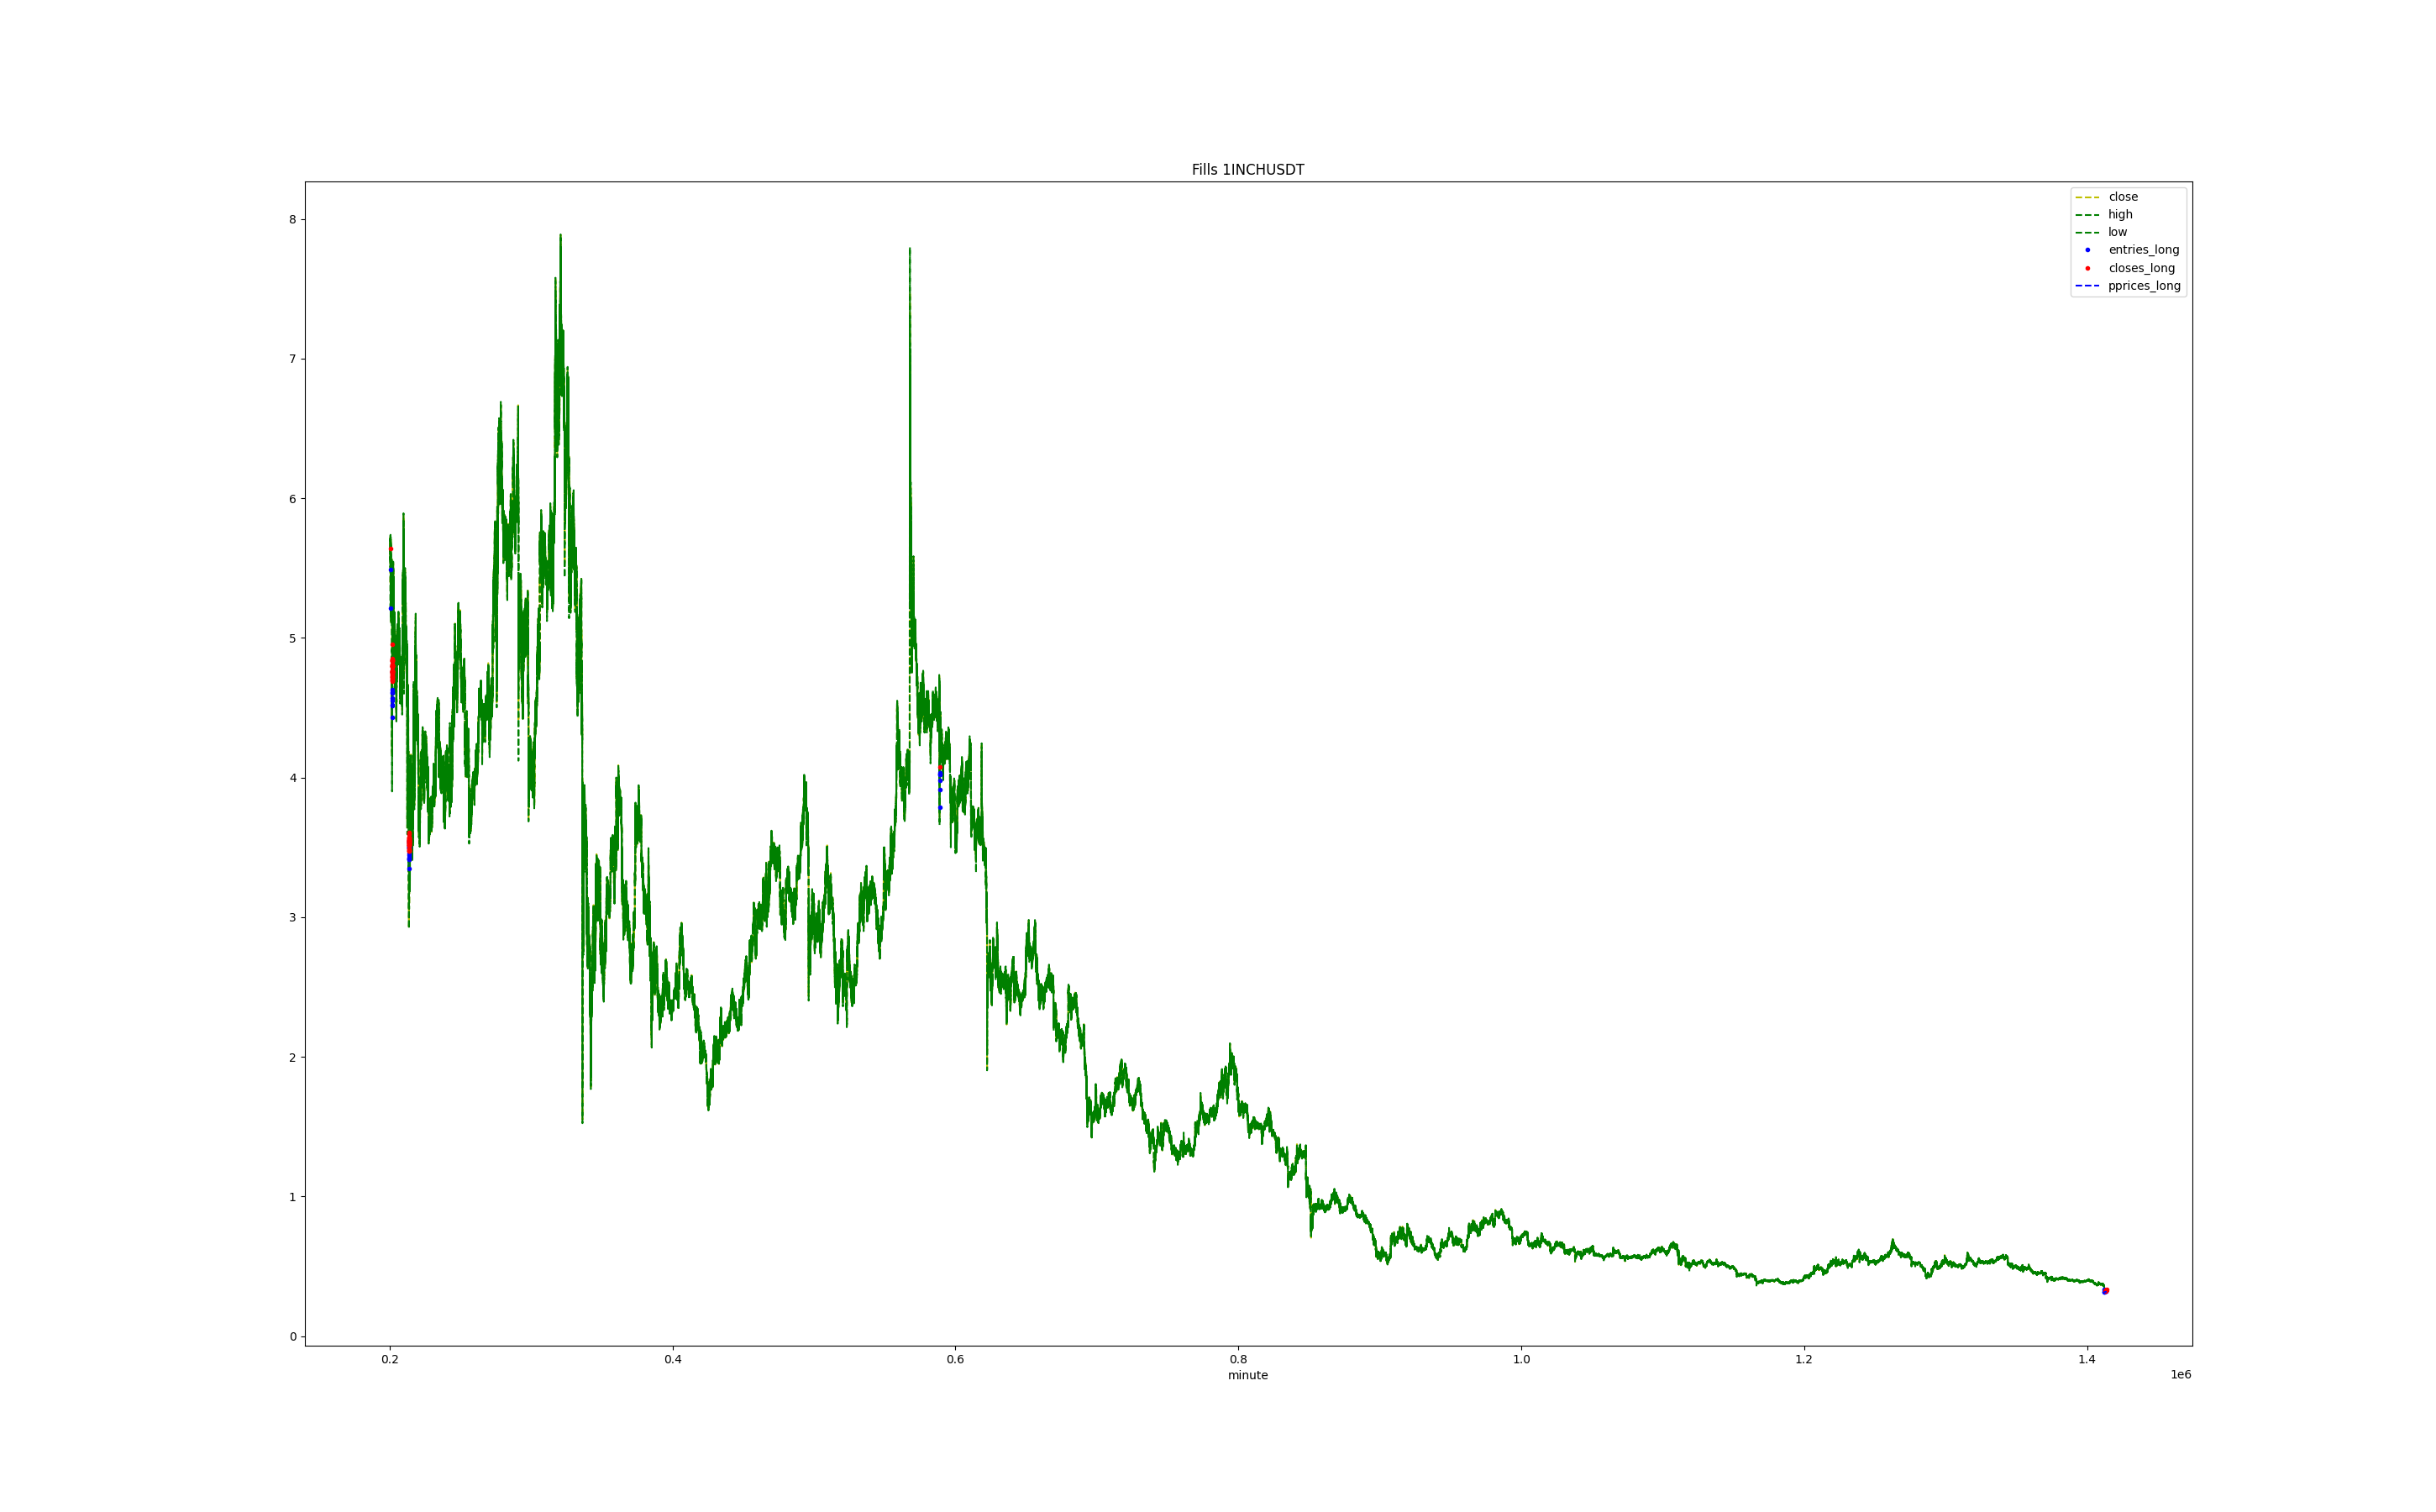 Fills 1INCHUSDT
close
high
low
entries_long
closes_long
pprices_long
8
7
6
5
4
3
2
1
0
0.2 0.4 0.6 0.8 1.0 1.2 1.4
minute
1e6